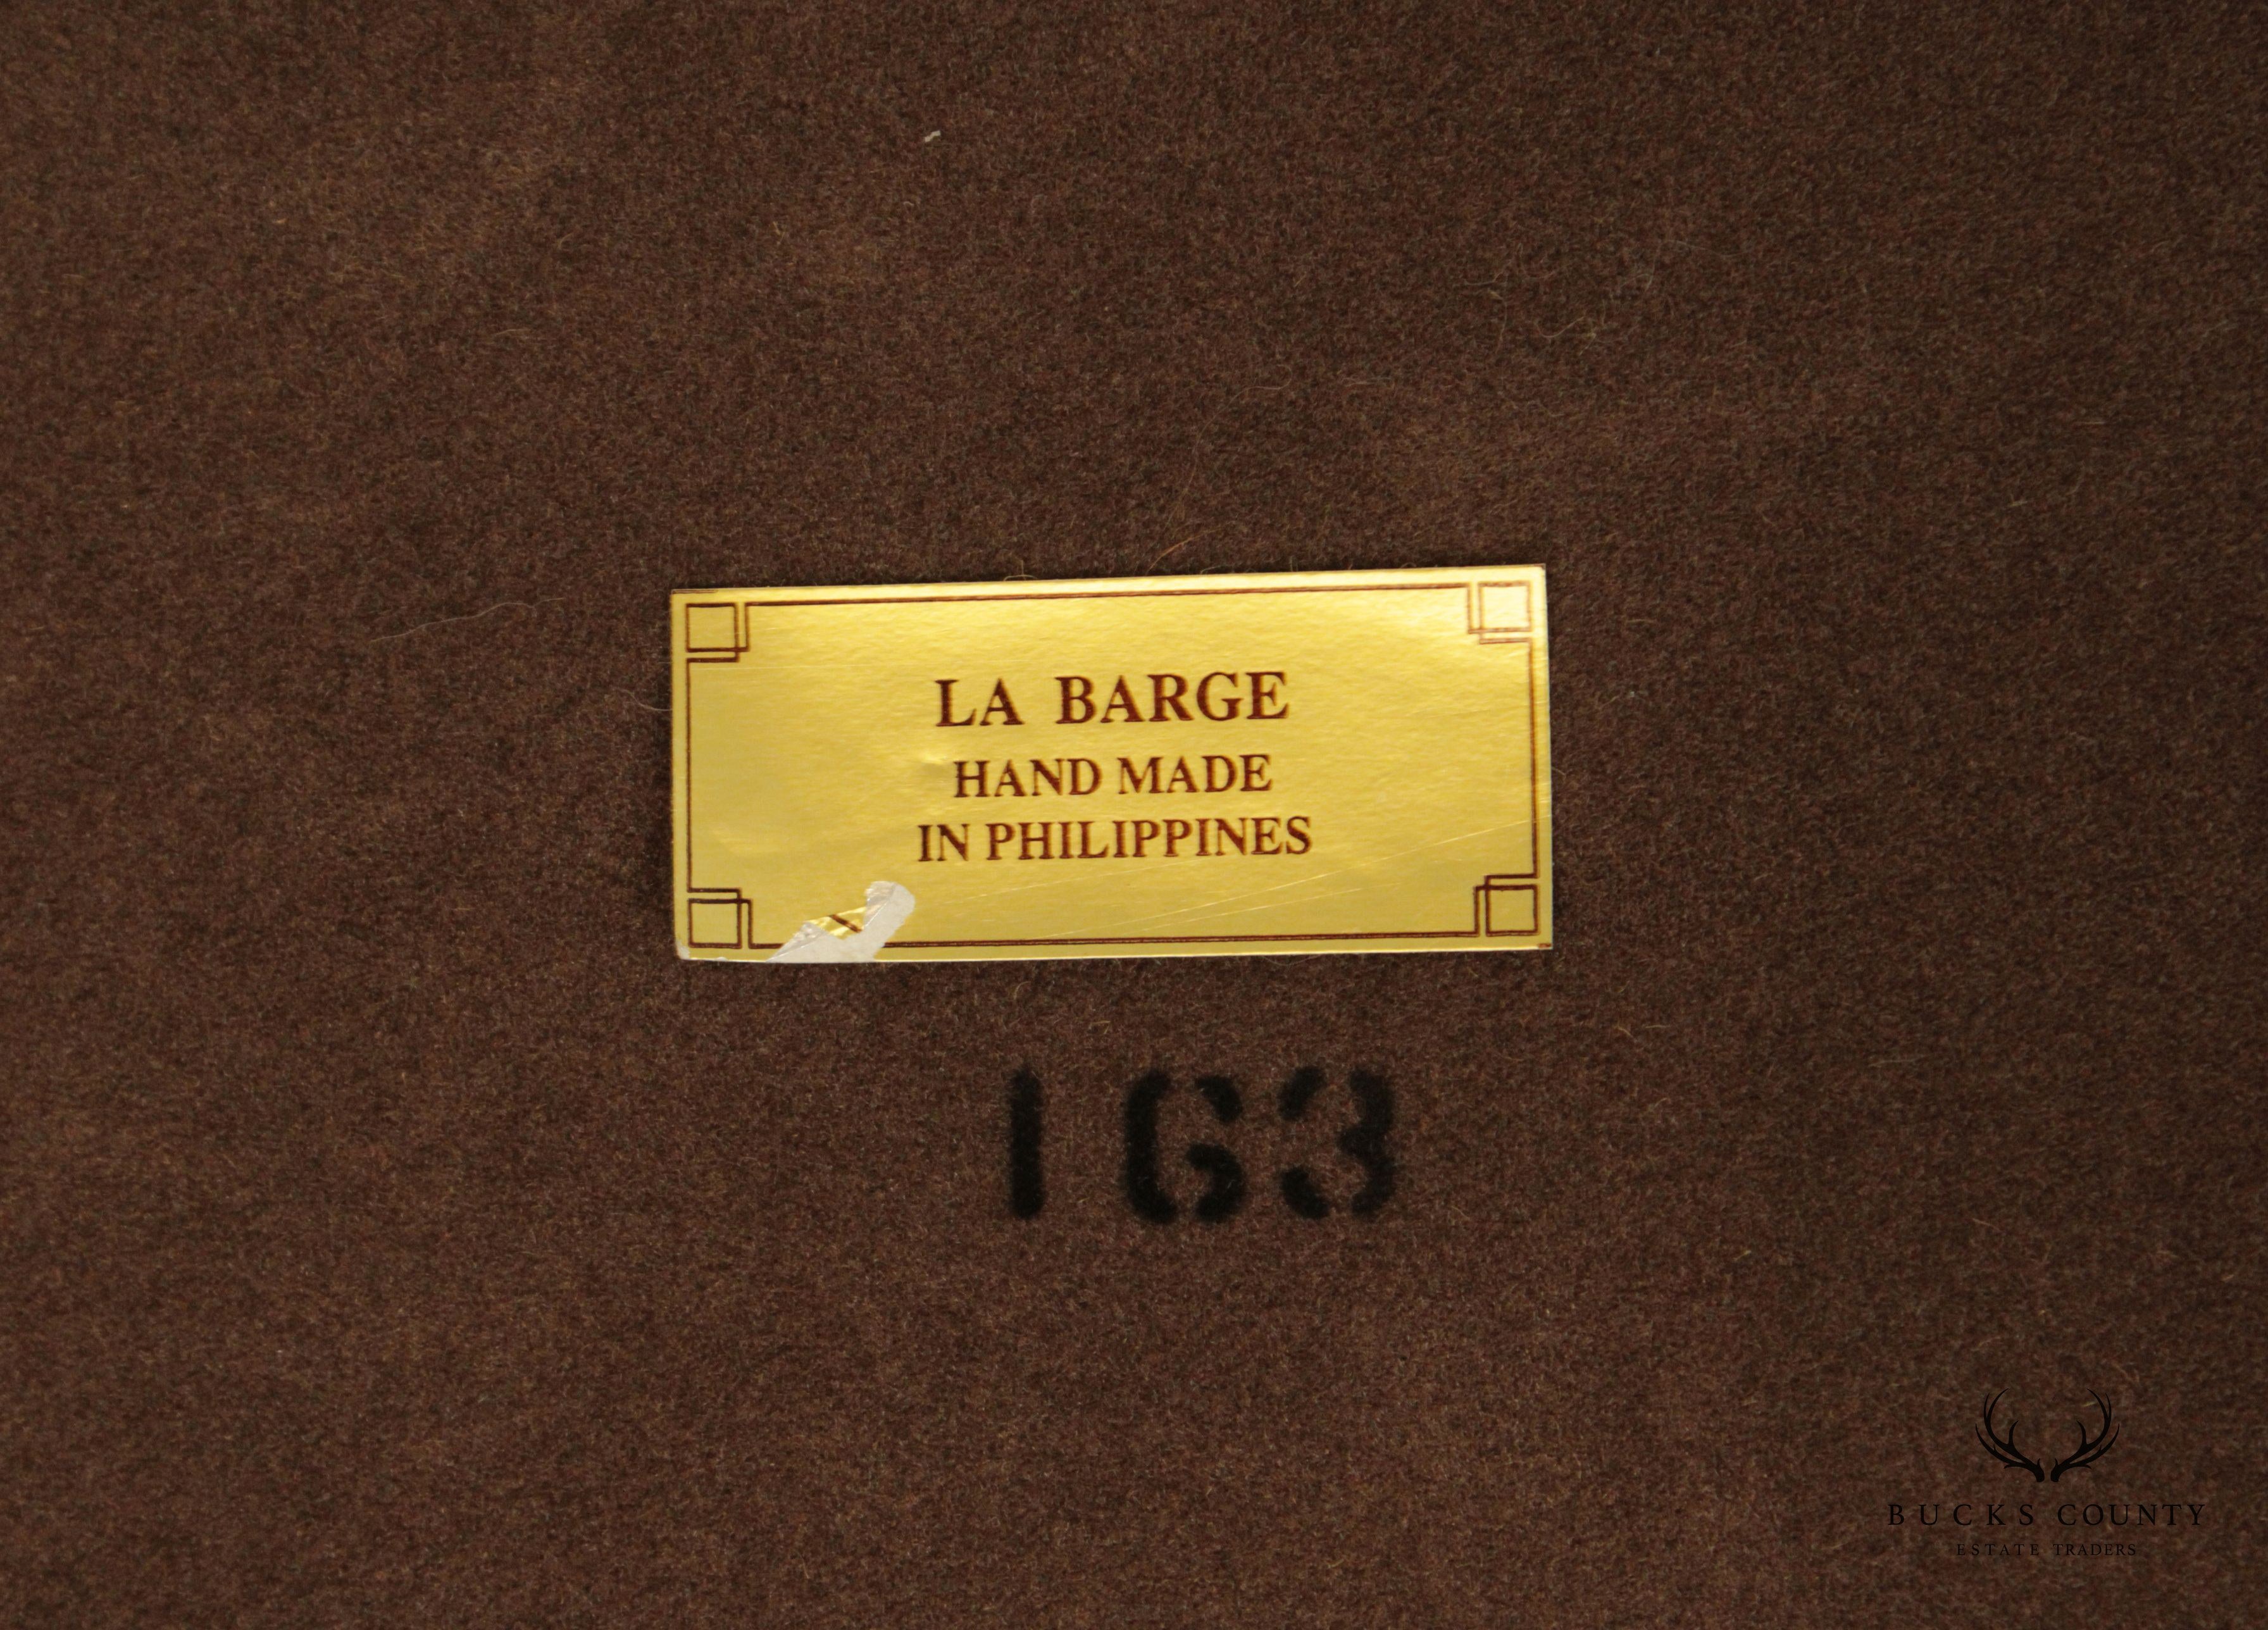 LA BARGE
HAND MADE
IN PHILIPPINES
163
BUCKS COUNTY
ESTATE TRADERS